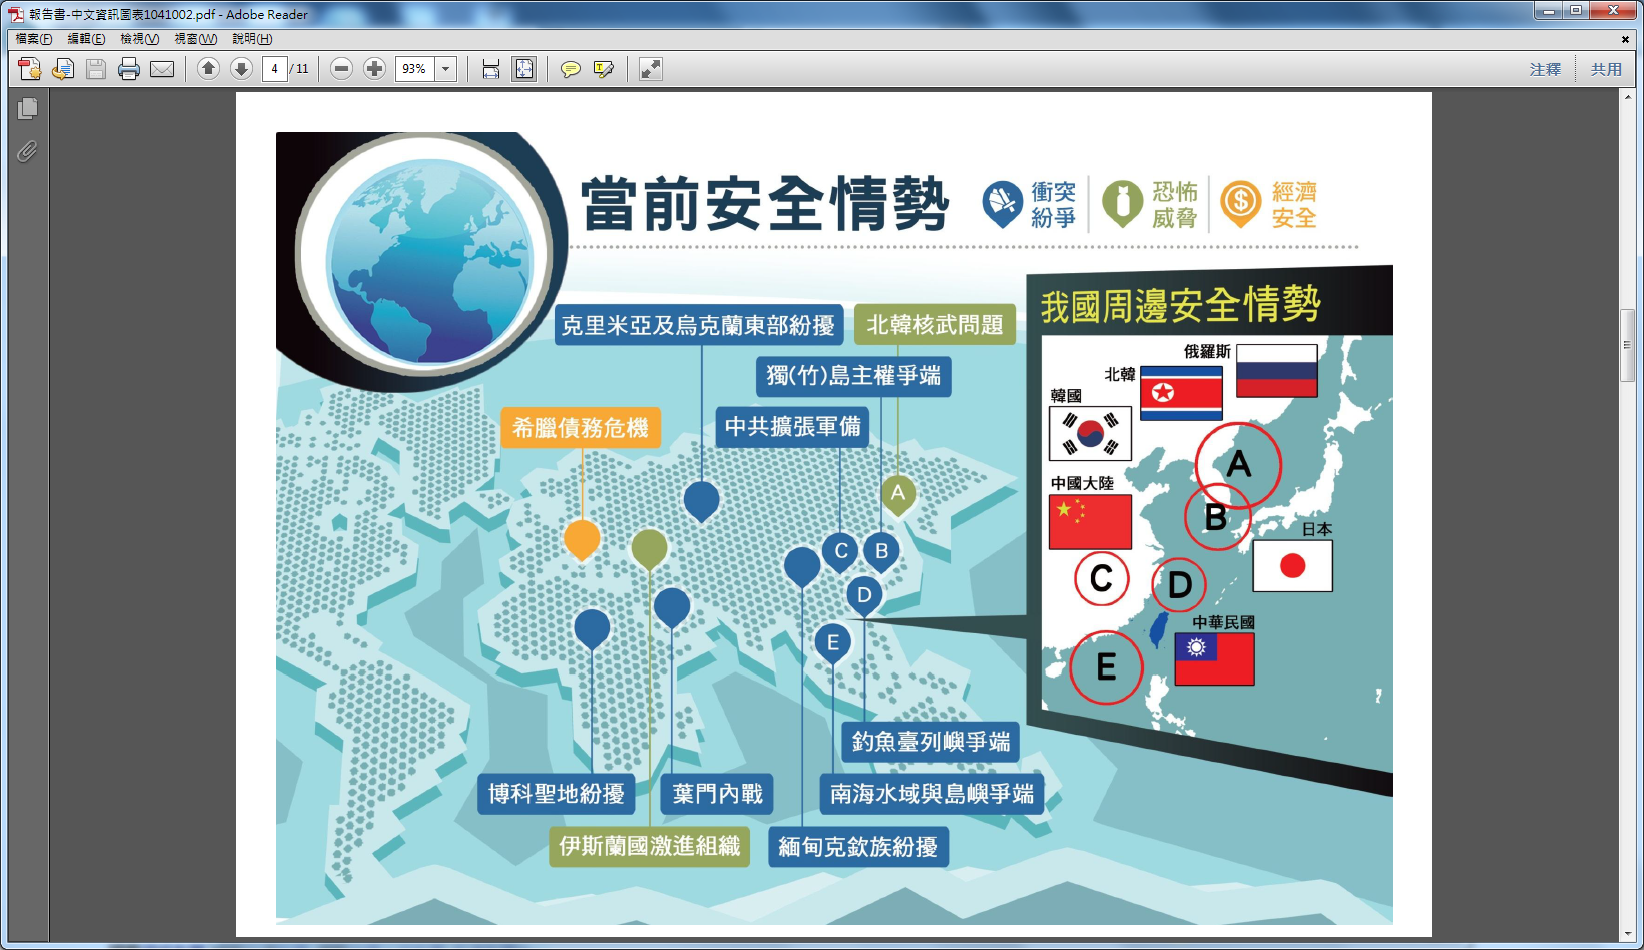 報告書-中文資訊圖表1041002.pdf - Adobe Reader
檔案(F) 編輯(E) 檢視(V) 視窗(W) 說明(H)
4 / 11
93%
注釋
共用
當前安全情勢
衝突
紛爭
恐怖
威脅
經濟
安全
克里米亞及烏克蘭東部紛擾
北韓核武問題
獨(竹)島主權爭端
希臘債務危機
中共擴張軍備
A
C
B
D
E
釣魚臺列嶼爭端
博科聖地紛擾
葉門內戰
南海水域與島嶼爭端
伊斯蘭國激進組織
緬甸克欽族紛擾
我國周邊安全情勢
俄羅斯
北韓
韓國
A
中國大陸
B
日本
C
D
中華民國
E